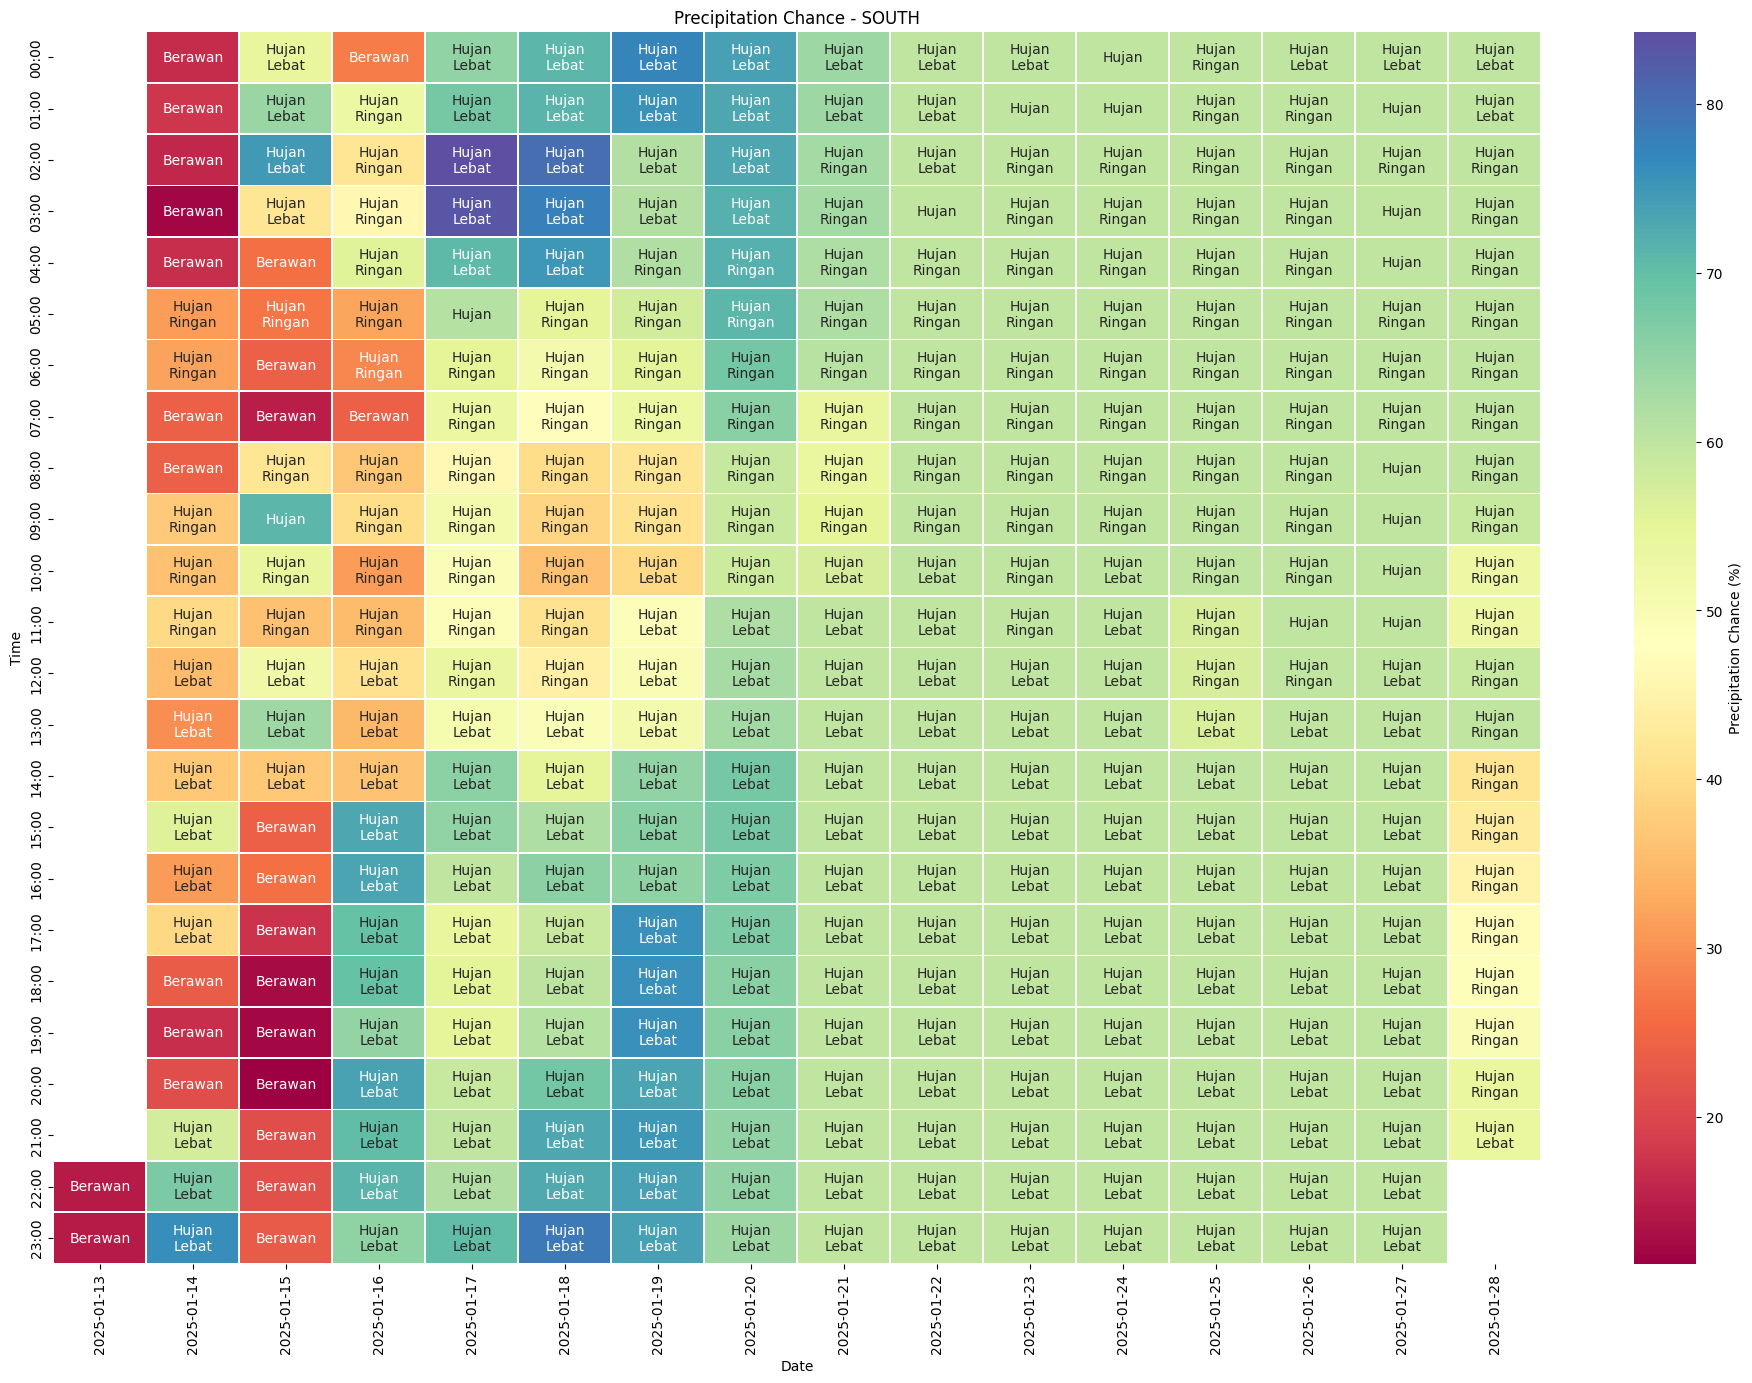 Precipitation Chance - SOUTH
00:00 Berawan Hujan Lebat Berawan Hujan Lebat Hujan Lebat Hujan Lebat Hujan Lebat Hujan Lebat Hujan Lebat Hujan Lebat Hujan Hujan Ringan Hujan Lebat Hujan Lebat Hujan Lebat
01:00 Berawan Hujan Lebat Hujan Ringan Hujan Lebat Hujan Lebat Hujan Lebat Hujan Lebat Hujan Lebat Hujan Lebat Hujan Hujan Hujan Ringan Hujan Ringan Hujan Hujan Lebat
02:00 Berawan Hujan Lebat Hujan Ringan Hujan Lebat Hujan Lebat Hujan Lebat Hujan Lebat Hujan Ringan Hujan Lebat Hujan Ringan Hujan Ringan Hujan Ringan Hujan Ringan Hujan Ringan Hujan Ringan
03:00 Berawan Hujan Lebat Hujan Ringan Hujan Lebat Hujan Lebat Hujan Lebat Hujan Lebat Hujan Ringan Hujan Hujan Ringan Hujan Ringan Hujan Ringan Hujan Ringan Hujan Hujan Ringan
04:00 Berawan Berawan Hujan Ringan Hujan Lebat Hujan Lebat Hujan Ringan Hujan Ringan Hujan Ringan Hujan Ringan Hujan Ringan Hujan Ringan Hujan Ringan Hujan Ringan Hujan Hujan Ringan
05:00 Hujan Ringan Hujan Ringan Hujan Ringan Hujan Hujan Ringan Hujan Ringan Hujan Ringan Hujan Ringan Hujan Ringan Hujan Ringan Hujan Ringan Hujan Ringan Hujan Ringan Hujan Ringan Hujan Ringan
06:00 Hujan Ringan Berawan Hujan Ringan Hujan Ringan Hujan Ringan Hujan Ringan Hujan Ringan Hujan Ringan Hujan Ringan Hujan Ringan Hujan Ringan Hujan Ringan Hujan Ringan Hujan Ringan Hujan Ringan
07:00 Berawan Berawan Berawan Hujan Ringan Hujan Ringan Hujan Ringan Hujan Ringan Hujan Ringan Hujan Ringan Hujan Ringan Hujan Ringan Hujan Ringan Hujan Ringan Hujan Ringan Hujan Ringan
08:00 Berawan Hujan Ringan Hujan Ringan Hujan Ringan Hujan Ringan Hujan Ringan Hujan Ringan Hujan Ringan Hujan Ringan Hujan Ringan Hujan Ringan Hujan Ringan Hujan Ringan Hujan Hujan Ringan
09:00 Hujan Ringan Hujan Hujan Ringan Hujan Ringan Hujan Ringan Hujan Ringan Hujan Ringan Hujan Ringan Hujan Ringan Hujan Ringan Hujan Ringan Hujan Ringan Hujan Ringan Hujan Hujan Ringan
10:00 Hujan Ringan Hujan Ringan Hujan Ringan Hujan Ringan Hujan Ringan Hujan Lebat Hujan Ringan Hujan Lebat Hujan Lebat Hujan Ringan Hujan Lebat Hujan Ringan Hujan Ringan Hujan Hujan Ringan
11:00 Hujan Ringan Hujan Ringan Hujan Ringan Hujan Ringan Hujan Ringan Hujan Lebat Hujan Lebat Hujan Lebat Hujan Lebat Hujan Ringan Hujan Lebat Hujan Ringan Hujan Hujan Hujan Ringan
12:00 Hujan Lebat Hujan Lebat Hujan Lebat Hujan Ringan Hujan Ringan Hujan Lebat Hujan Lebat Hujan Lebat Hujan Lebat Hujan Lebat Hujan Lebat Hujan Ringan Hujan Ringan Hujan Lebat Hujan Ringan
13:00 Hujan Lebat Hujan Lebat Hujan Lebat Hujan Lebat Hujan Lebat Hujan Lebat Hujan Lebat Hujan Lebat Hujan Lebat Hujan Lebat Hujan Lebat Hujan Lebat Hujan Lebat Hujan Lebat Hujan Ringan
14:00 Hujan Lebat Hujan Lebat Hujan Lebat Hujan Lebat Hujan Lebat Hujan Lebat Hujan Lebat Hujan Lebat Hujan Lebat Hujan Lebat Hujan Lebat Hujan Lebat Hujan Lebat Hujan Lebat Hujan Ringan
15:00 Hujan Lebat Berawan Hujan Lebat Hujan Lebat Hujan Lebat Hujan Lebat Hujan Lebat Hujan Lebat Hujan Lebat Hujan Lebat Hujan Lebat Hujan Lebat Hujan Lebat Hujan Lebat Hujan Ringan
16:00 Hujan Lebat Berawan Hujan Lebat Hujan Lebat Hujan Lebat Hujan Lebat Hujan Lebat Hujan Lebat Hujan Lebat Hujan Lebat Hujan Lebat Hujan Lebat Hujan Lebat Hujan Lebat Hujan Ringan
17:00 Hujan Lebat Berawan Hujan Lebat Hujan Lebat Hujan Lebat Hujan Lebat Hujan Lebat Hujan Lebat Hujan Lebat Hujan Lebat Hujan Lebat Hujan Lebat Hujan Lebat Hujan Lebat Hujan Ringan
18:00 Berawan Berawan Hujan Lebat Hujan Lebat Hujan Lebat Hujan Lebat Hujan Lebat Hujan Lebat Hujan Lebat Hujan Lebat Hujan Lebat Hujan Lebat Hujan Lebat Hujan Lebat Hujan Ringan
19:00 Berawan Berawan Hujan Lebat Hujan Lebat Hujan Lebat Hujan Lebat Hujan Lebat Hujan Lebat Hujan Lebat Hujan Lebat Hujan Lebat Hujan Lebat Hujan Lebat Hujan Lebat Hujan Ringan
20:00 Berawan Berawan Hujan Lebat Hujan Lebat Hujan Lebat Hujan Lebat Hujan Lebat Hujan Lebat Hujan Lebat Hujan Lebat Hujan Lebat Hujan Lebat Hujan Lebat Hujan Lebat Hujan Ringan
21:00 Hujan Lebat Berawan Hujan Lebat Hujan Lebat Hujan Lebat Hujan Lebat Hujan Lebat Hujan Lebat Hujan Lebat Hujan Lebat Hujan Lebat Hujan Lebat Hujan Lebat Hujan Lebat Hujan Lebat
22:00 Berawan Hujan Lebat Berawan Hujan Lebat Hujan Lebat Hujan Lebat Hujan Lebat Hujan Lebat Hujan Lebat Hujan Lebat Hujan Lebat Hujan Lebat Hujan Lebat Hujan Lebat Hujan Lebat
23:00 Berawan Hujan Lebat Berawan Hujan Lebat Hujan Lebat Hujan Lebat Hujan Lebat Hujan Lebat Hujan Lebat Hujan Lebat Hujan Lebat Hujan Lebat Hujan Lebat Hujan Lebat Hujan Lebat
Time
2025-01-13 2025-01-14 2025-01-15 2025-01-16 2025-01-17 2025-01-18 2025-01-19 2025-01-20 2025-01-21 2025-01-22 2025-01-23 2025-01-24 2025-01-25 2025-01-26 2025-01-27 2025-01-28
Date
80
70
60
50
40
30
20
Precipitation Chance (%)